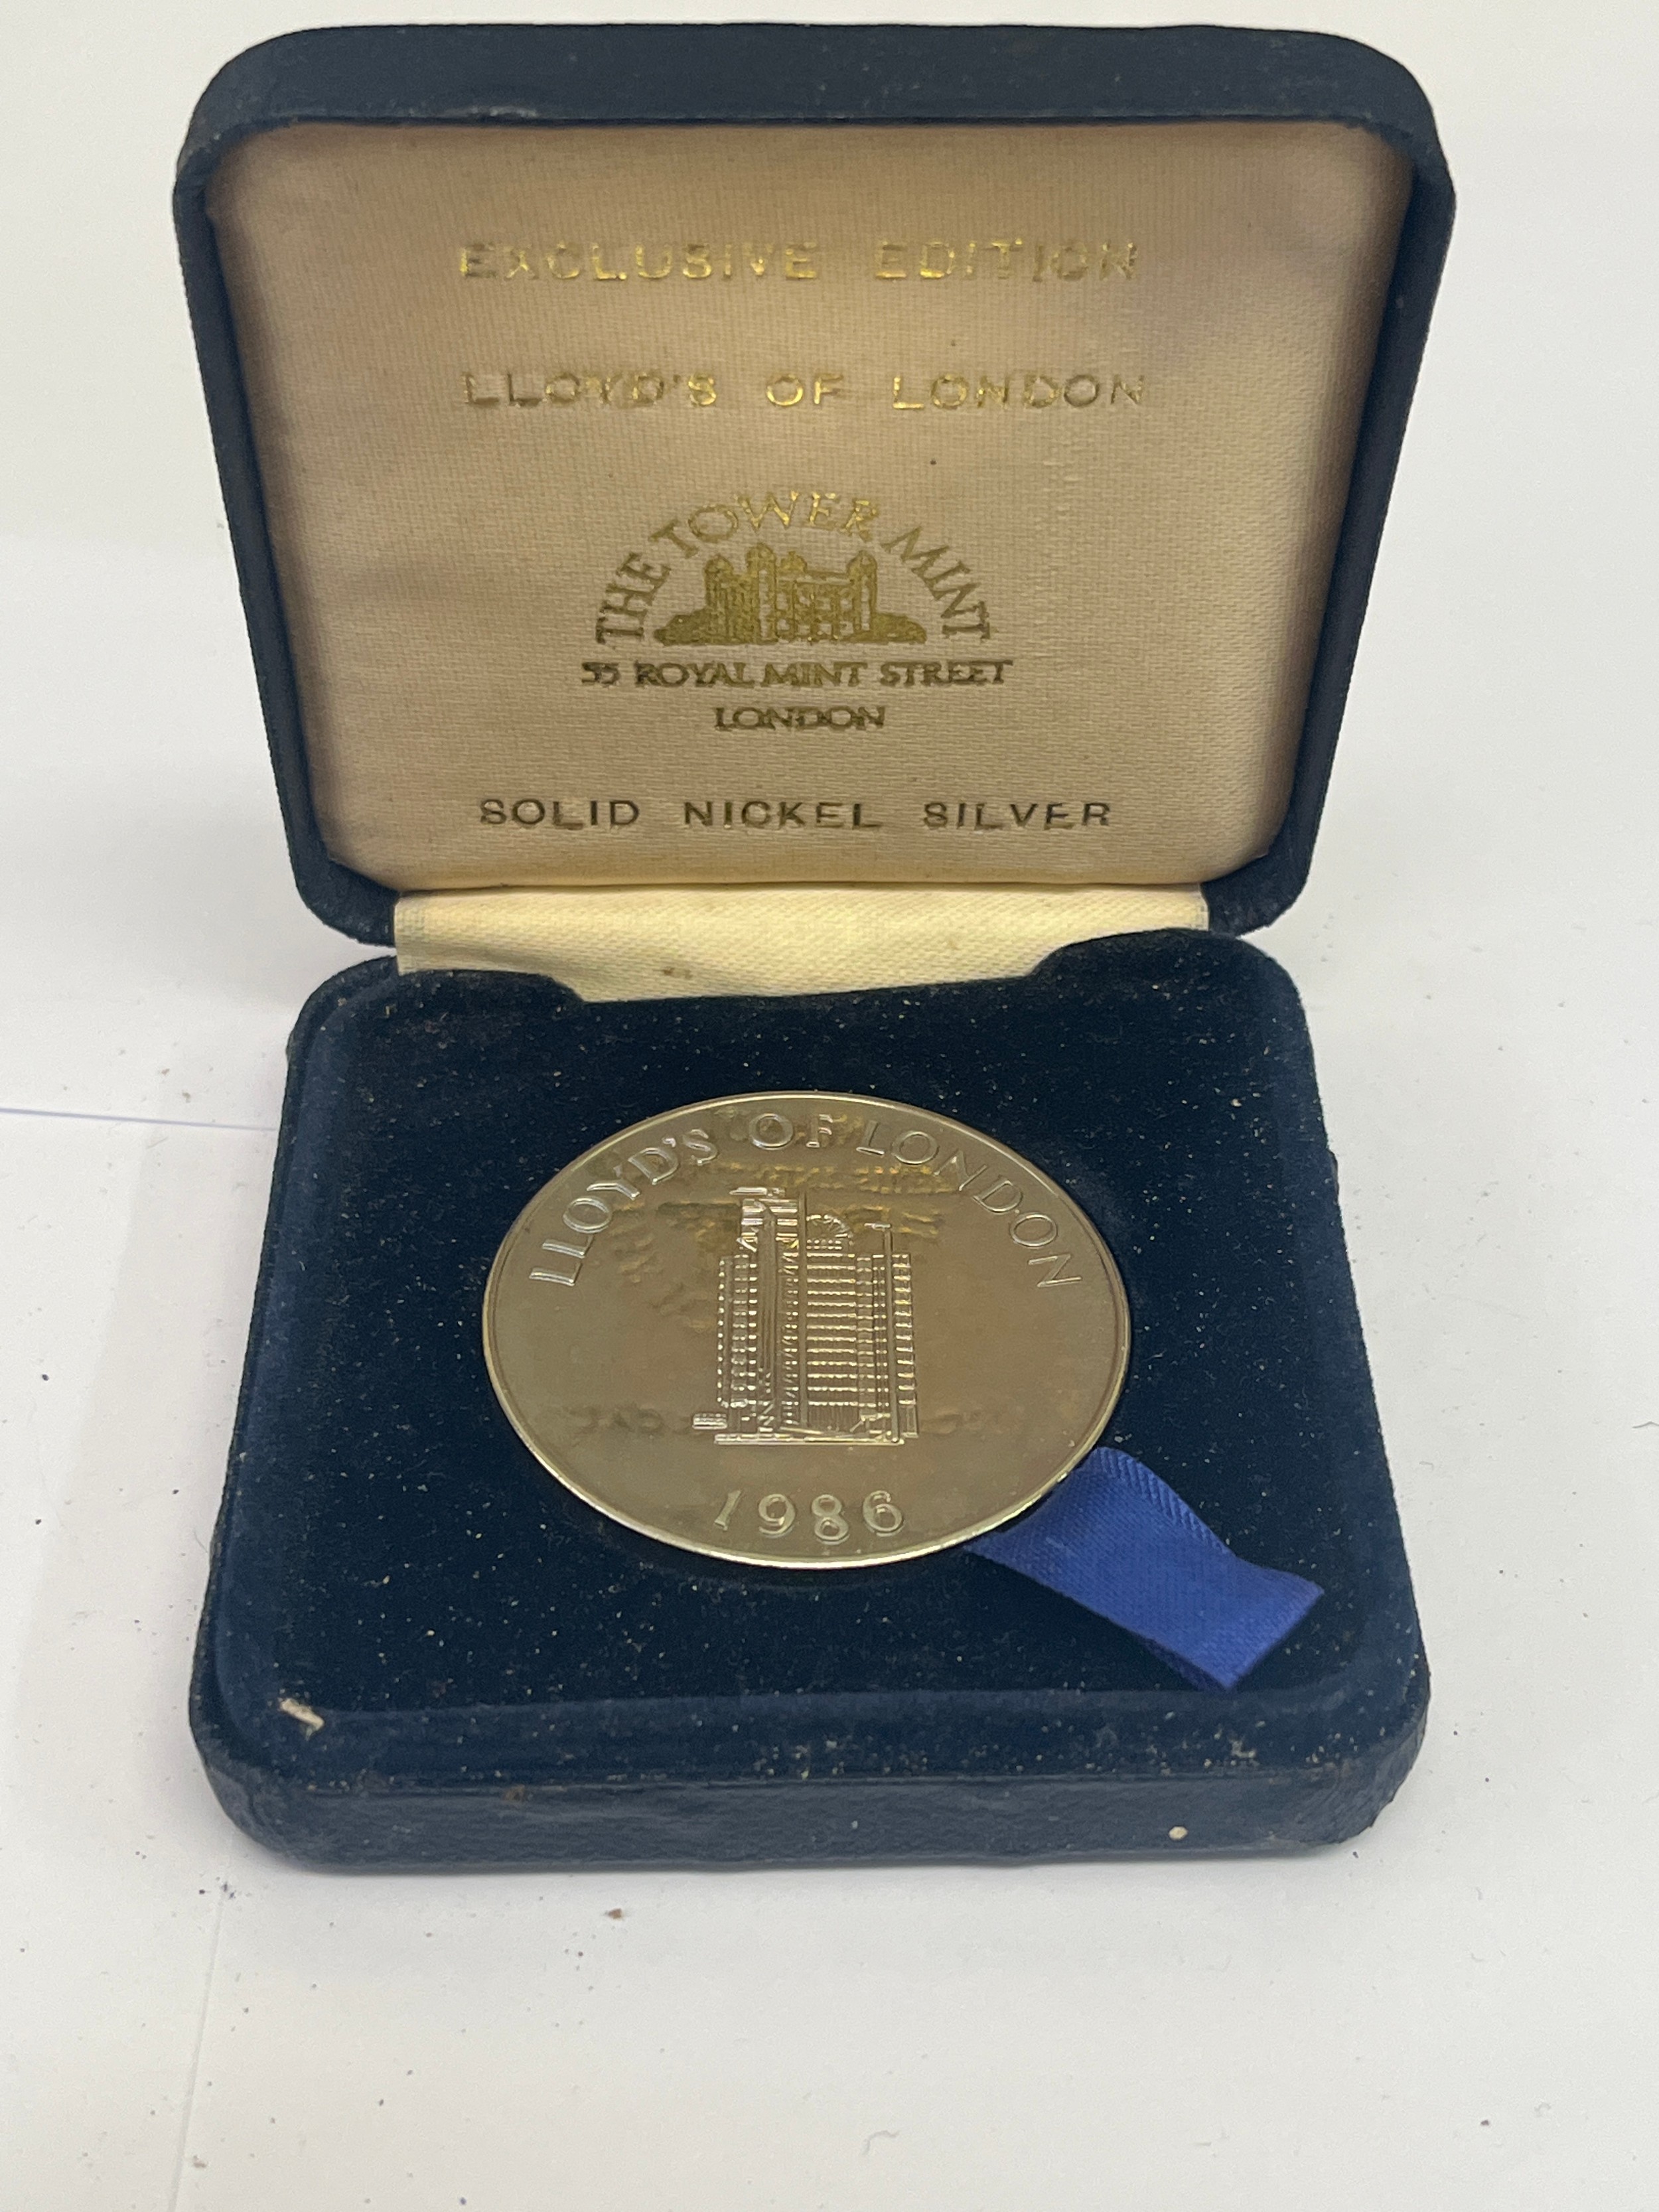 EXCLUSIVE EDITION
LLOYD'S OF LONDON
THE TOWER MINT
55 ROYAL MINT STREET
LONDON
SOLID NICKEL SILVER
LLOYD'S OF LONDON
1986